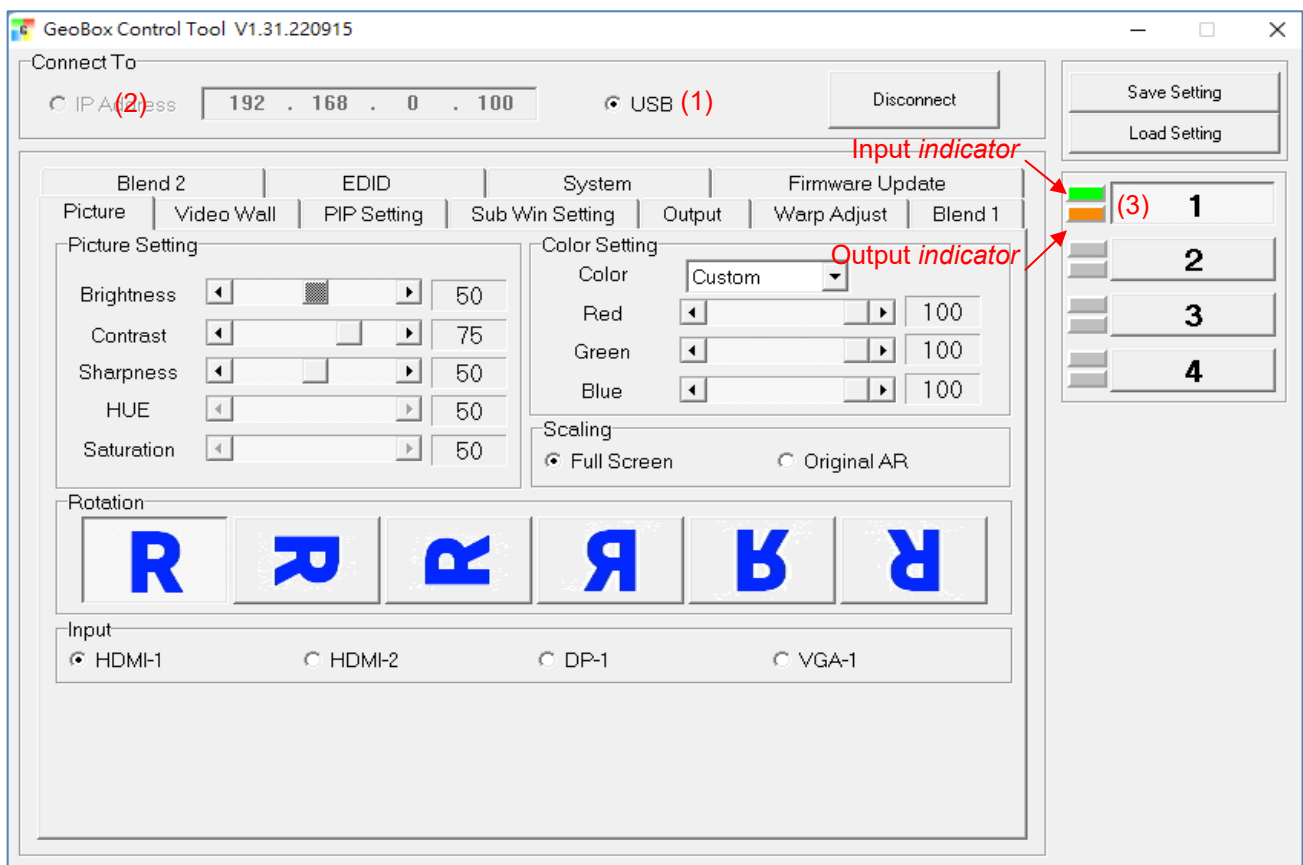 GeoBox Control Tool V1.31.220915
Connect To
IP Address (2) 192 . 168 . 0 . 100 USB (1) Disconnect
Save Setting
Load Setting
Input indicator
Output indicator
(3)
1
2
3
4
Blend 2 EDID System Firmware Update
Picture Video Wall PIP Setting Sub Win Setting Output Warp Adjust Blend 1
Picture Setting
Brightness 50
Contrast 75
Sharpness 50
HUE 50
Saturation 50
Color Setting
Color Custom
Red 100
Green 100
Blue 100
Scaling
Full Screen Original AR
Rotation
R R R R R R
Input
HDMI-1 HDMI-2 DP-1 VGA-1